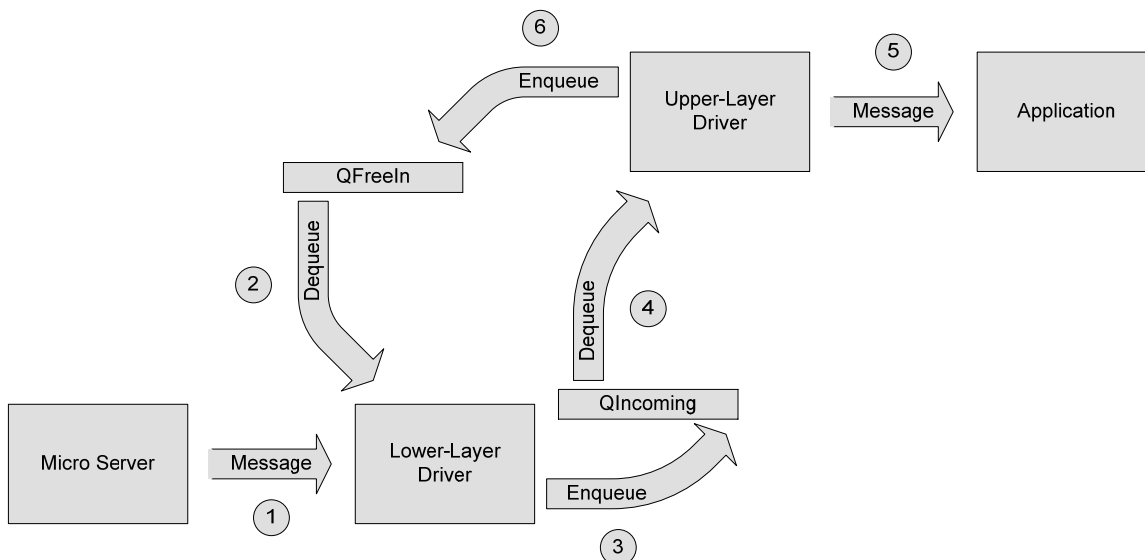 6
5
Enqueue
Upper-Layer
Driver
Message
Application
QFreeIn
Dequeue
2
Dequeue
4
QIncoming
Micro Server
Message
Lower-Layer
Driver
Enqueue
1
3